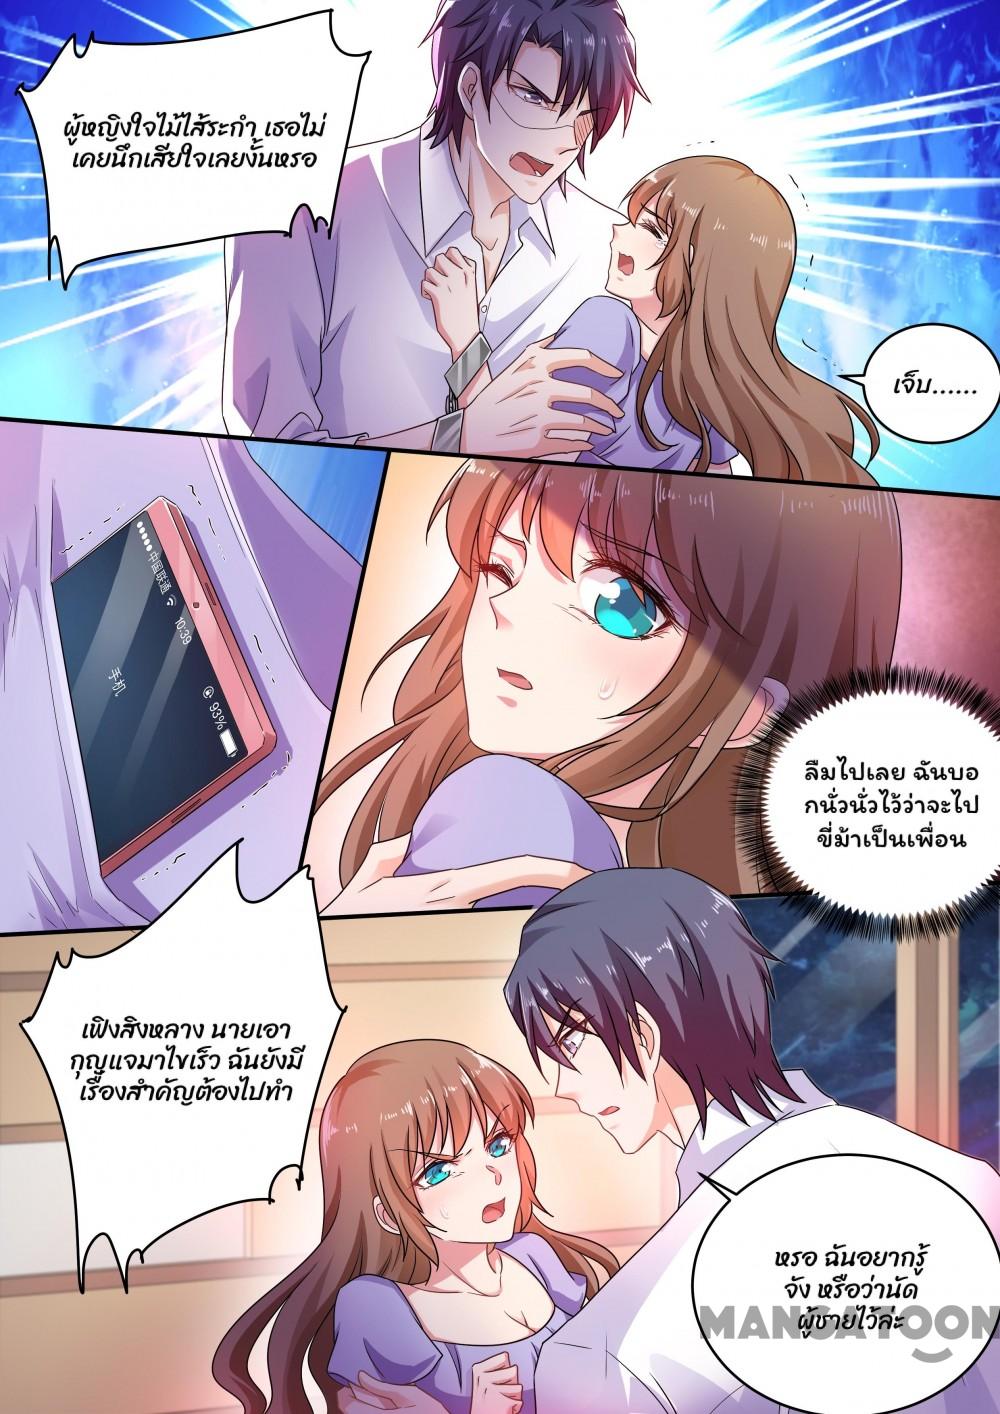 ผู้หญิงใจไม้ไส้ระกำ เธอไม่
เคยนึกเสียใจเลยงั้นหรอ
เจ็บ......
中国联通
10:39
93%
手机
ลืมไปเลย ฉันบอ
กนั่วนั่วไว้ว่าจะไป
ขี่ม้าเป็นเพื่อน
เฟิงสิงหลาง นายเอา
กุญแจมาไขเร็ว ฉันยังมี
เรื่องสำคัญต้องไปทำ
หรอ ฉันอยากรู้
จัง หรือว่านัด
ผู้ชายไว้ล่ะ
MANGATOON